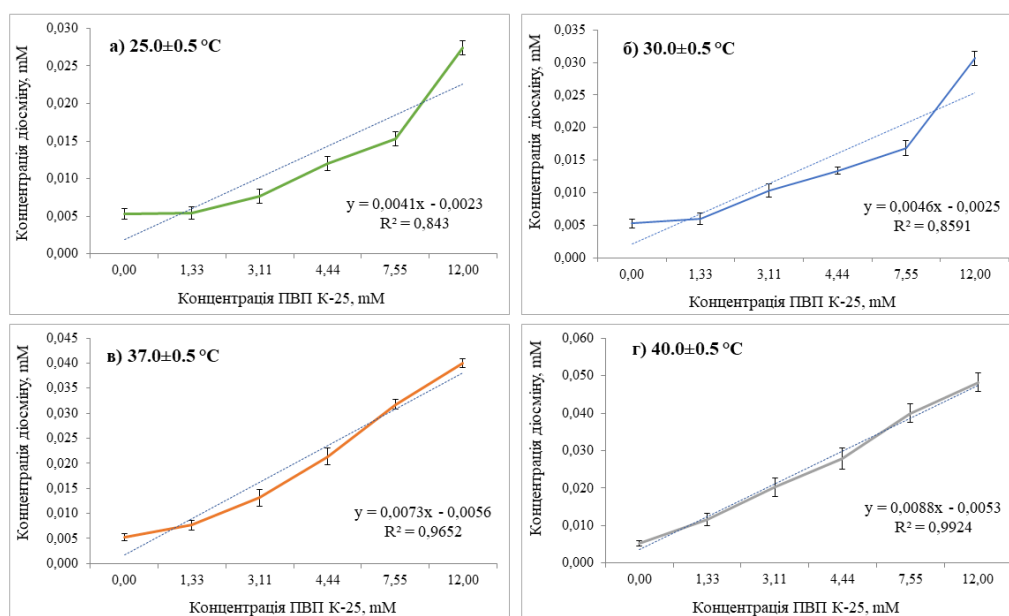 а) 25.0±0.5 °C
Концентрація діосміну, mM
0,030
0,025
0,020
0,015
0,010
0,005
0,000
y = 0,0041x - 0,0023
R² = 0,843
0,00 1,33 3,11 4,44 7,55 12,00
Концентрація ПВП К-25, mM
б) 30.0±0.5 °C
Концентрація діосміну, mM
0,035
0,030
0,025
0,020
0,015
0,010
0,005
0,000
y = 0,0046x - 0,0025
R² = 0,8591
0,00 1,33 3,11 4,44 7,55 12,00
Концентрація ПВП К-25, mM
в) 37.0±0.5 °C
Концентрація діосміну, mM
0,045
0,040
0,035
0,030
0,025
0,020
0,015
0,010
0,005
0,000
y = 0,0073x - 0,0056
R² = 0,9652
0,00 1,33 3,11 4,44 7,55 12,00
Концентрація ПВП К-25, mM
г) 40.0±0.5 °C
Концентрація діосміну, mM
0,060
0,050
0,040
0,030
0,020
0,010
0,000
y = 0,0088x - 0,0053
R² = 0,9924
0,00 1,33 3,11 4,44 7,55 12,00
Концентрація ПВП К-25, mM